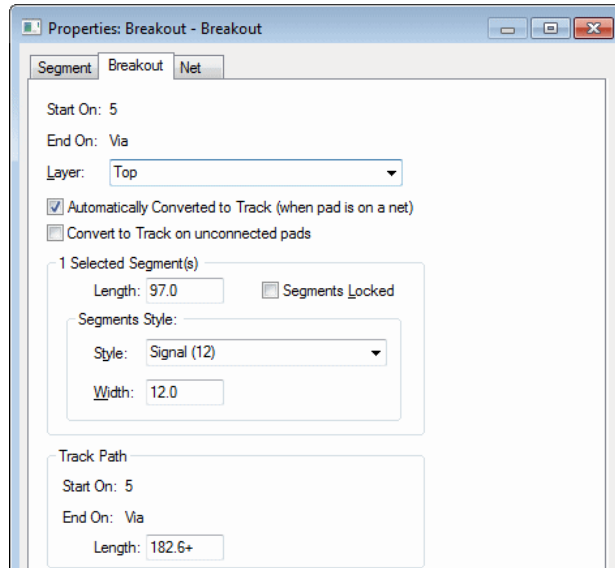 Properties: Breakout - Breakout
Segment Breakout Net
Start On: 5
End On: Via
Layer: Top
Automatically Converted to Track (when pad is on a net)
Convert to Track on unconnected pads
1 Selected Segment(s)
Length: 97.0 Segments Locked
Segments Style:
Style: Signal (12)
Width: 12.0
Track Path
Start On: 5
End On: Via
Length: 182.6+